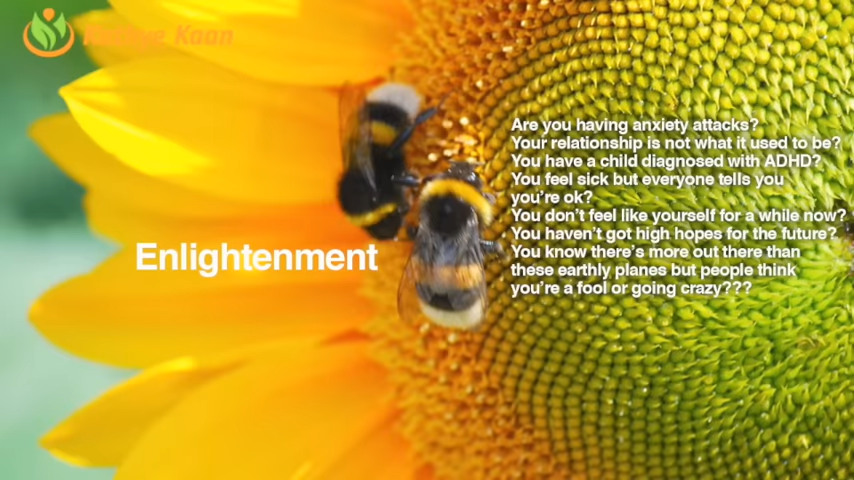 Kaan
Are you having anxiety attacks?
Your relationship is not what it used to be?
You have a child diagnosed with ADHD?
You feel sick but everyone tells you
you're ok?
You don't feel like yourself for a while now?
You haven't got high hopes for the future?
You know there's more out there than
these earthly planes but people think
you're a fool or going crazy???
Enlightenment